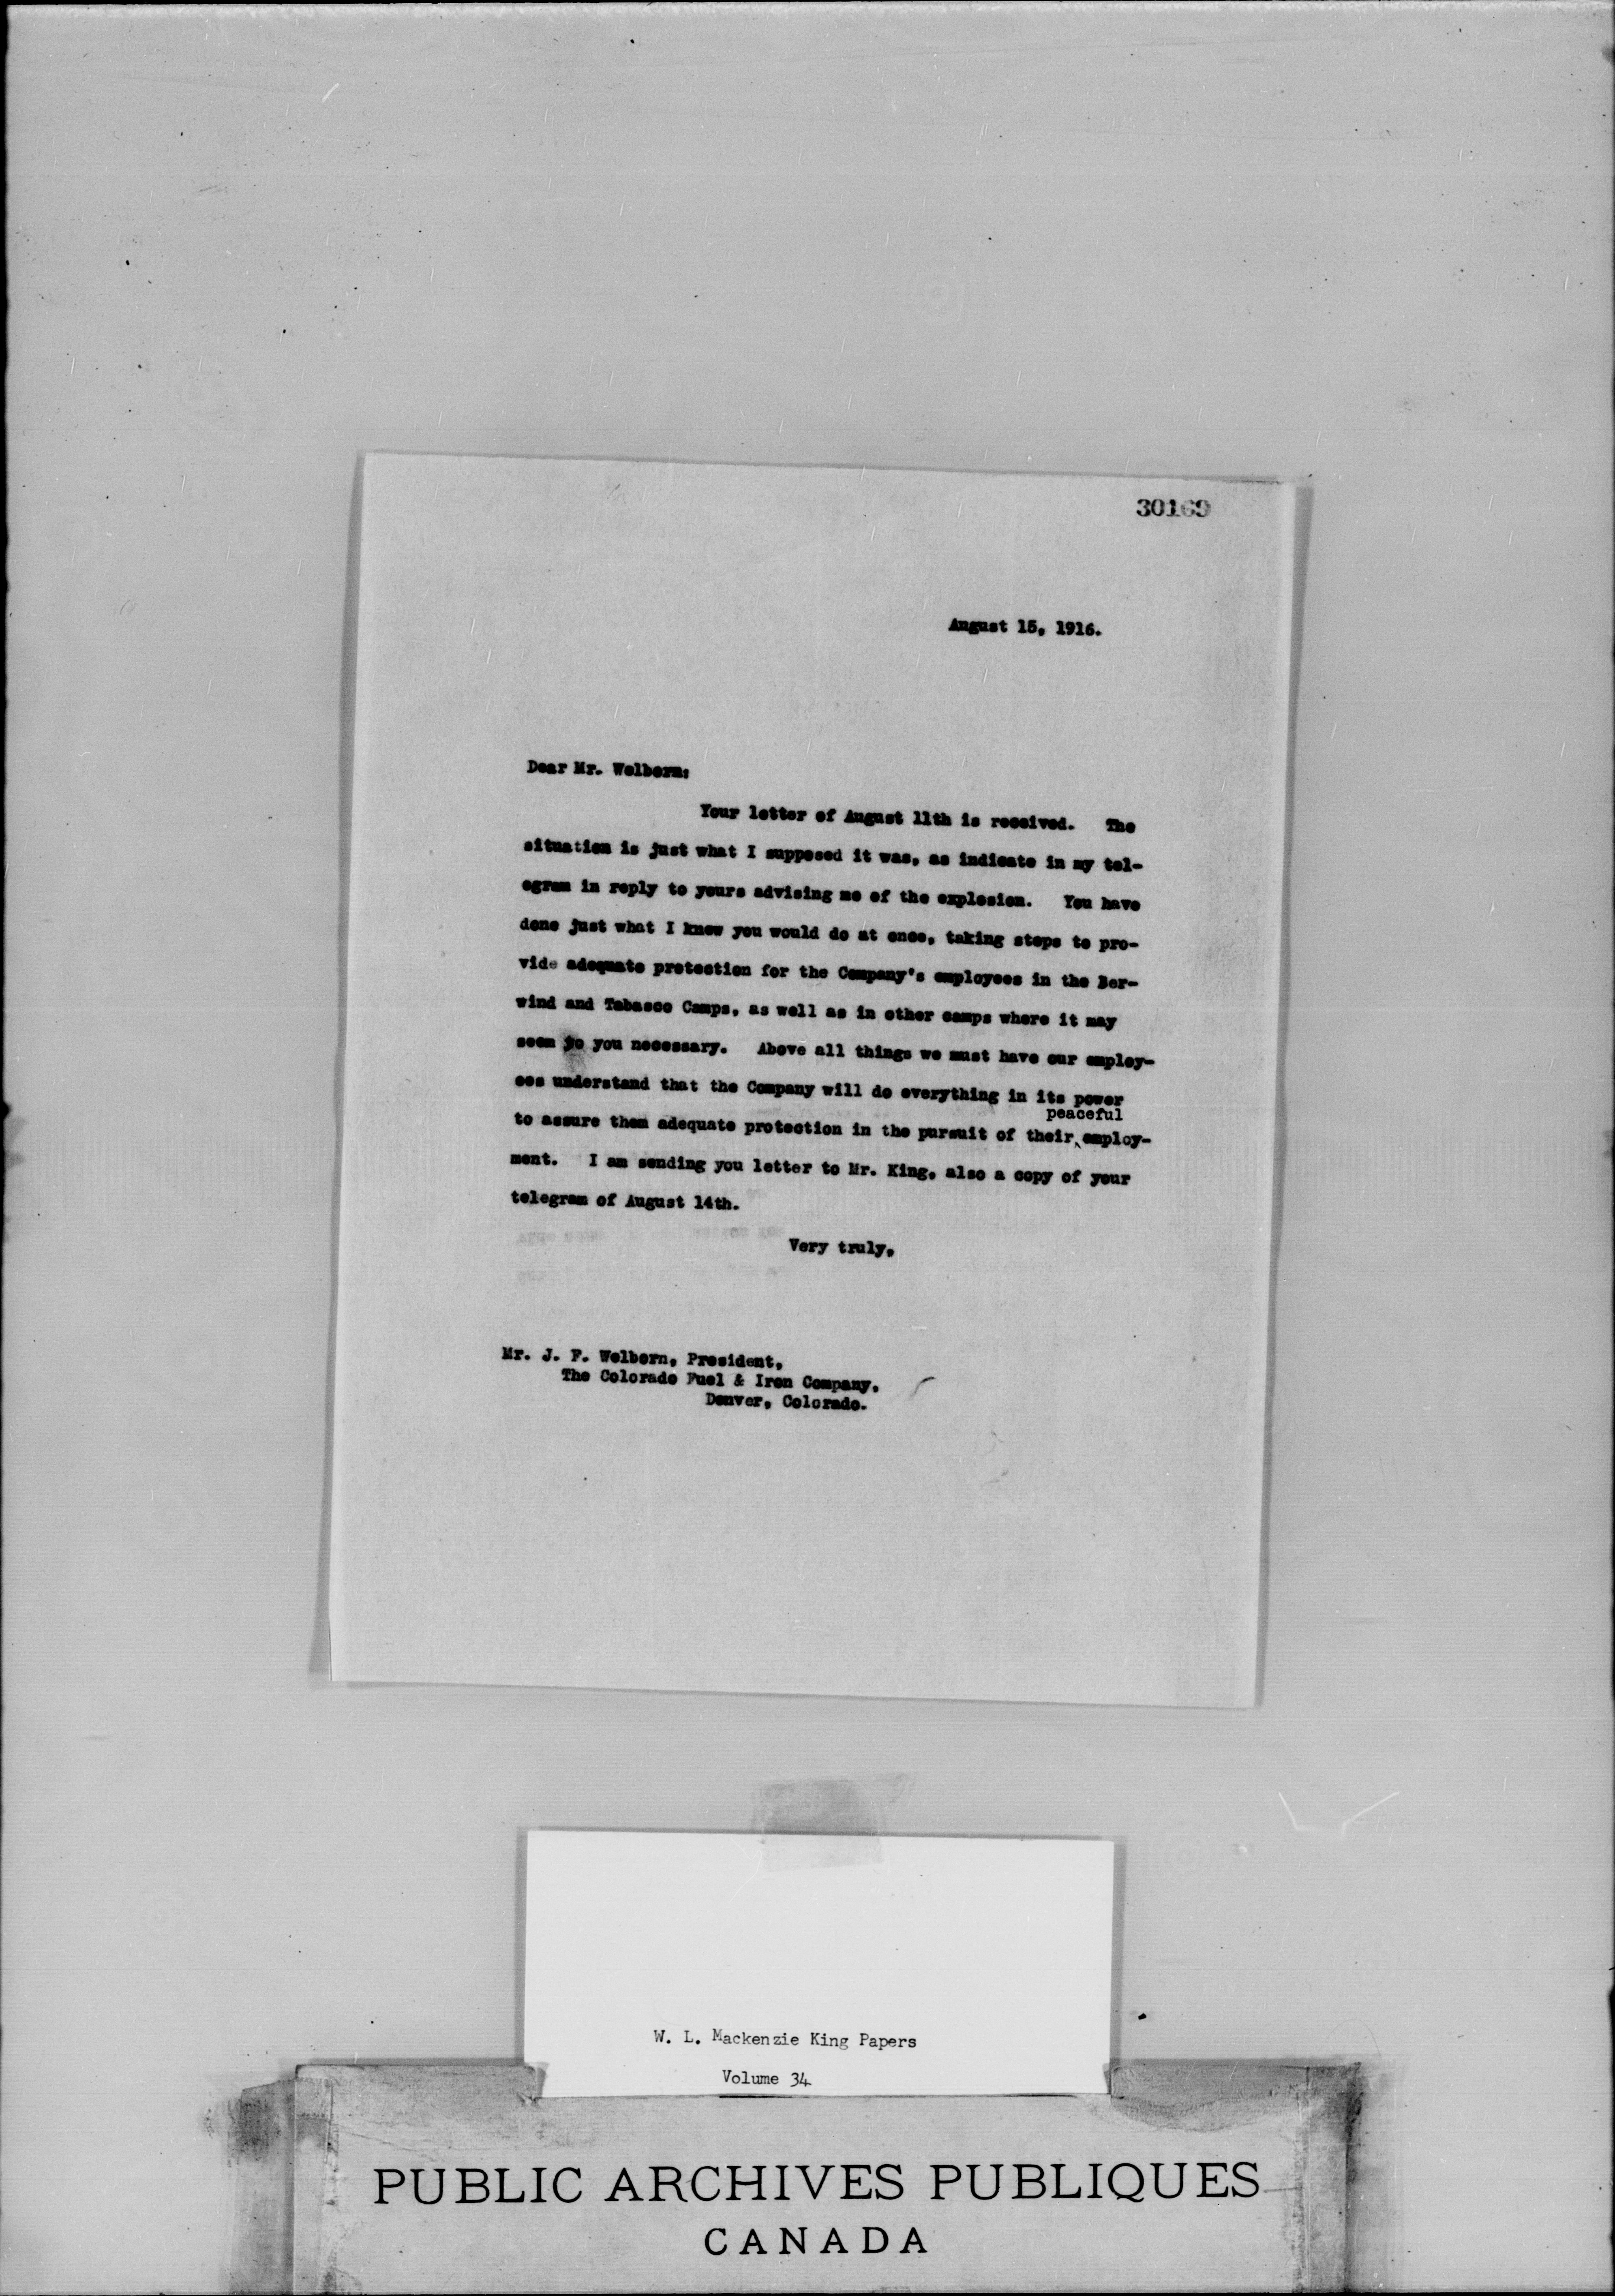 30169
August 15, 1916.
Dear Mr. Welborn:
Your letter of August 11th is received. The
situation is just what I supposed it was, as indicate in my tel-
egram in reply to yours advising me of the explosion. You have
done just what I knew you would do at once, taking steps to pro-
vide adequate protection for the Company's employees in the Ber-
wind and Tabasco Camps, as well as in other camps where it may
seem to you necessary. Above all things we must have our employ-
ees understand that the Company will do everything in its power
peaceful
to assure them adequate protection in the pursuit of their employ-
ment. I am sending you letter to Mr. King, also a copy of your
telegram of August 14th.
Very truly,
Mr. J. F. Welborn, President,
The Colorado Fuel & Iron Company,
Denver, Colorado.
W. L. Mackenzie King Papers
Volume 34
PUBLIC ARCHIVES PUBLIQUES
CANADA